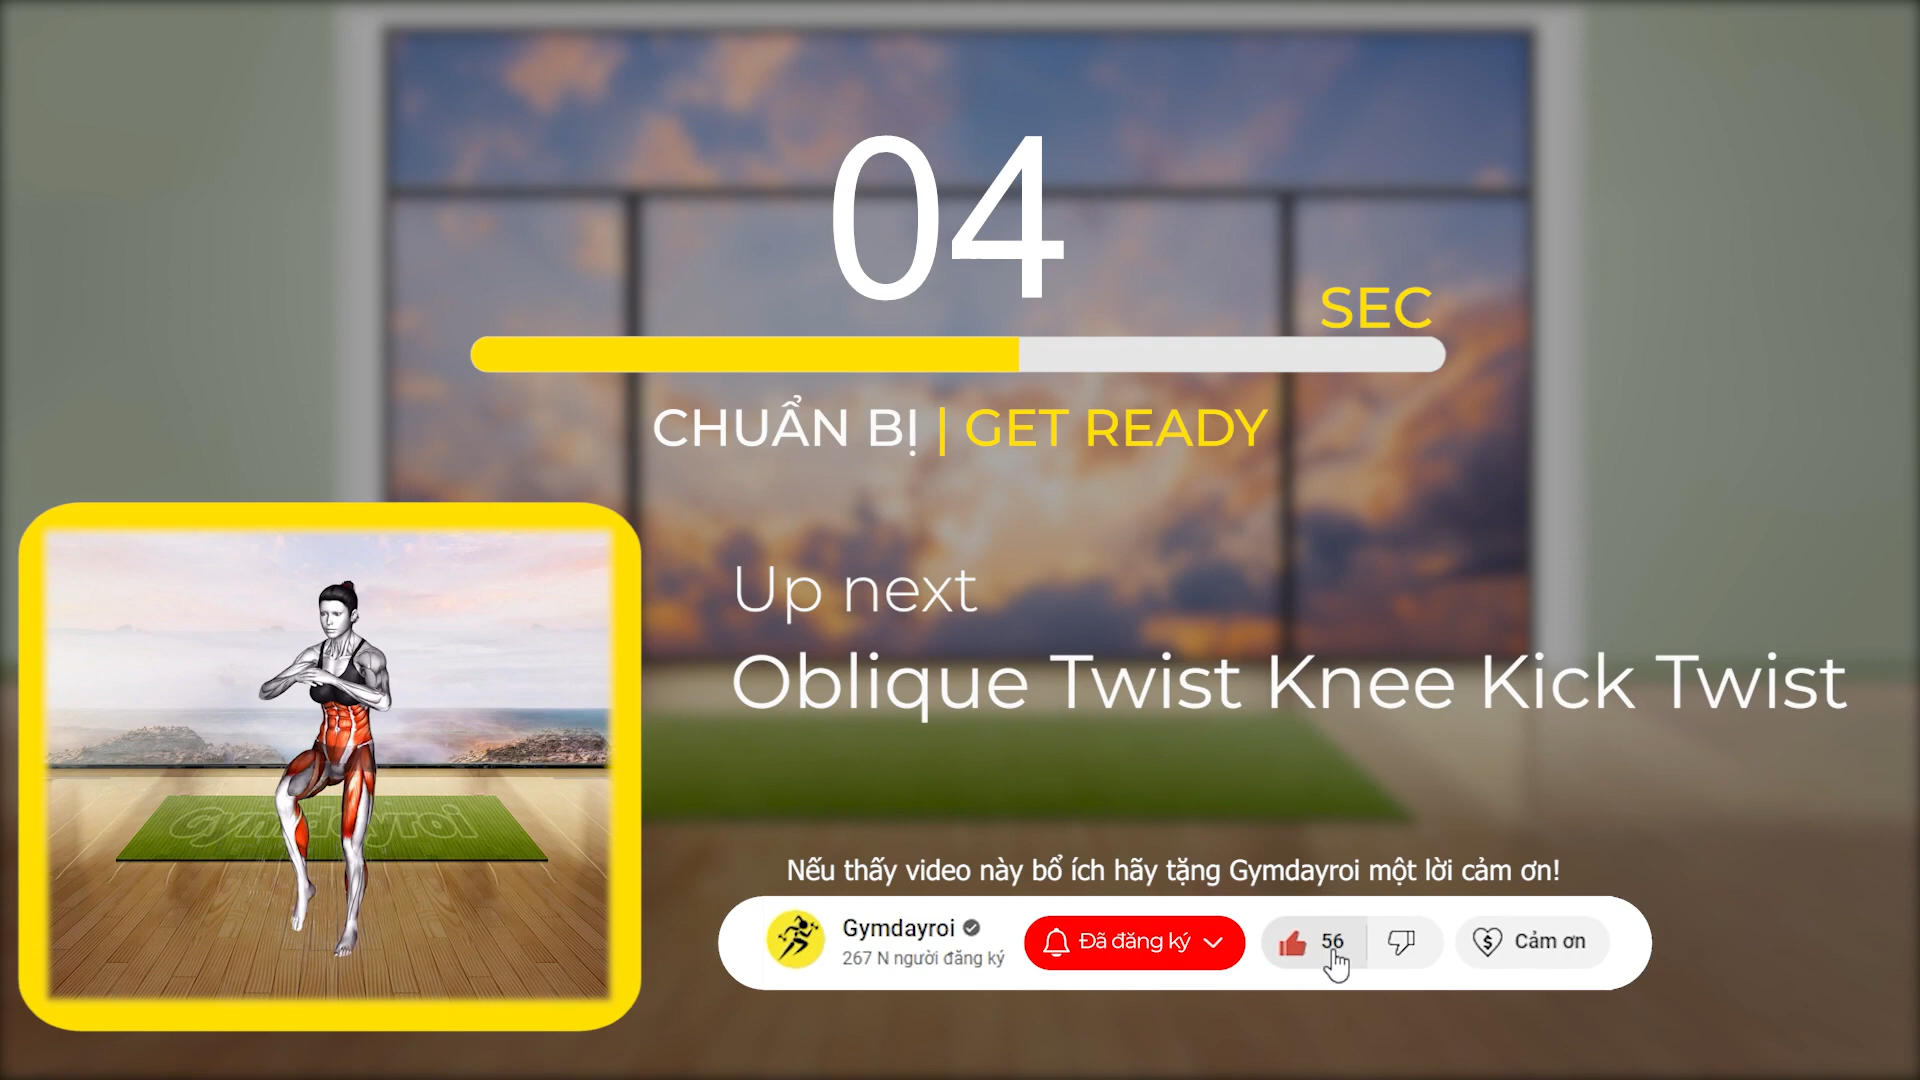 04
SEC
CHUẨN BỊ | GET READY
Up next
Oblique Twist Knee Kick Twist
Gymdayroi
Nếu thấy video này bổ ích hãy tặng Gymdayroi một lời cảm ơn!
Gymdayroi
267 N người đăng ký
Đã đăng ký
56
Cảm ơn